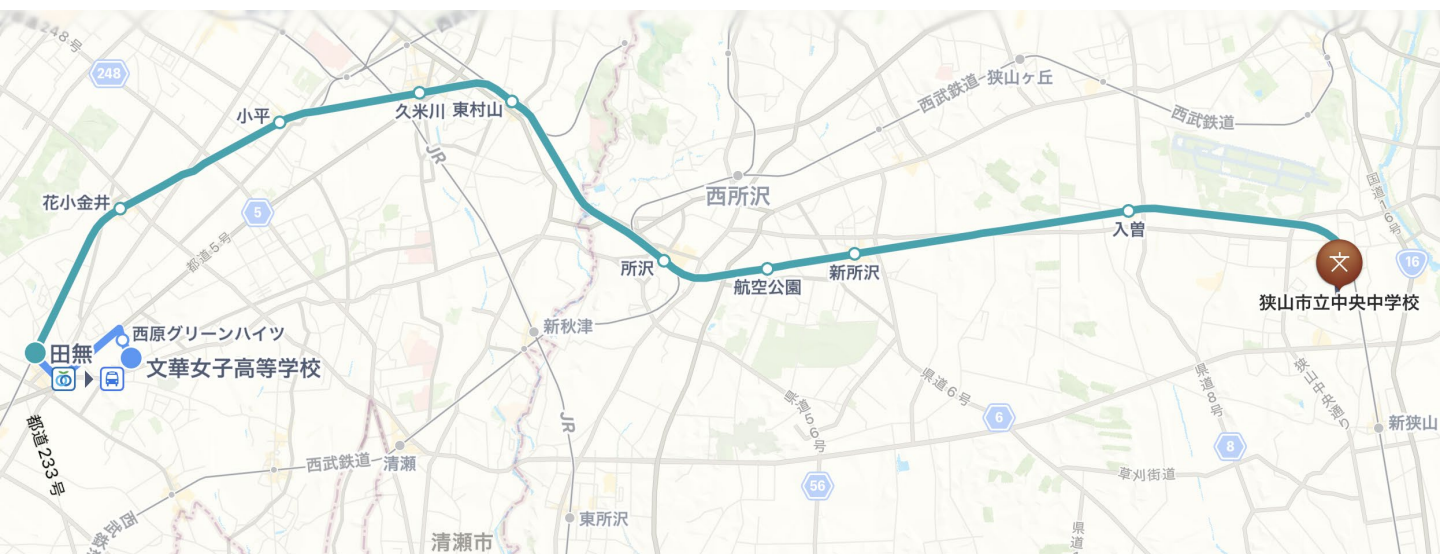 248号
西武
248
小平
久米川
東村山
JR
西武鉄道
狭山ヶ丘
西武鉄道
花小金井
5
都道5号
西所沢
国道16号
入曽
所沢
航空公園
新所沢
16
狭山市立中央中学校
田無
西原グリーンハイツ
文華女子高等学校
新秋津
都道233号
JR
県道56号
県道6号
6
県道8号
狭山中央通り
新狭山
8
西武鉄道
清瀬
56
草刈街道
東所沢
清瀬市
西武鉄
県道